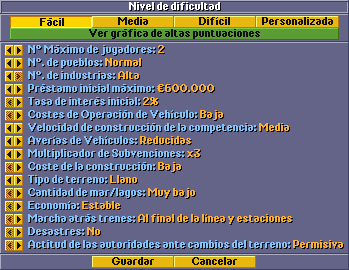 Nivel de dificultad
Fácil Media Difícil Personalizada
Ver gráfica de altas puntuaciones
Nº Máximo de jugadores: 2
Nº. de pueblos: Normal
Nº. de industrias: Alta
Préstamo inicial máximo: €600.000
Tasa de interés inicial: 2%
Costes de Operación de Vehículo: Baja
Velocidad de construcción de la competencia: Media
Averías de Vehículos: Reducidas
Multiplicador de Subvenciones: x3
Coste de la construcción: Baja
Tipo de terreno: Llano
Cantidad de mar/lagos: Muy bajo
Economía: Estable
Marcha atrás trenes: Al final de la línea y estaciones
Desastres: No
Actitud de las autoridades ante cambios del terreno: Permisiva
Guardar Cancelar